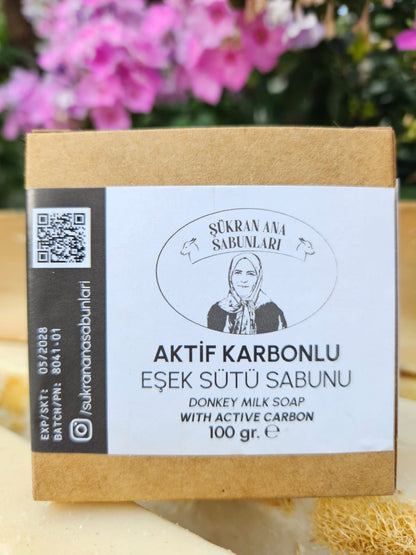 ŞÜKRAN ANA
SABUNLARI
AKTİF KARBONLU
EŞEK SÜTÜ SABUNU
DONKEY MILK SOAP
WITH ACTIVE CARBON
100 gr. ℮
EXP/SKT: 05/2028
BATCH/PN: 8041-01
/sukrananasabunlari